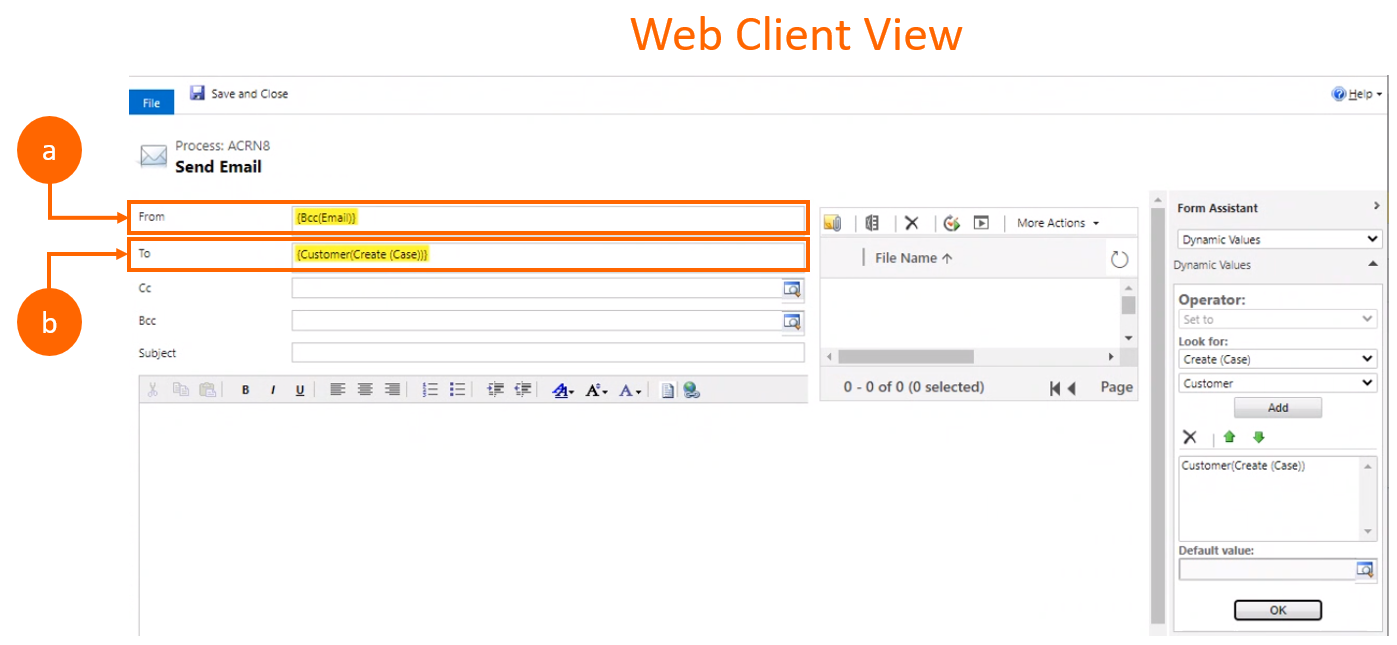 Web Client View
File
Save and Close
Help
a
Process: ACRN8
Send Email
From
{Bcc(Email)}
b
To
{Customer(Create (Case))}
Cc
Bcc
Subject
B I U
A A A
More Actions
File Name
0 - 0 of 0 (0 selected)
Page
Form Assistant
Dynamic Values
Dynamic Values
Operator:
Set to
Look for:
Create (Case)
Customer
Add
Customer(Create (Case))
Default value:
OK